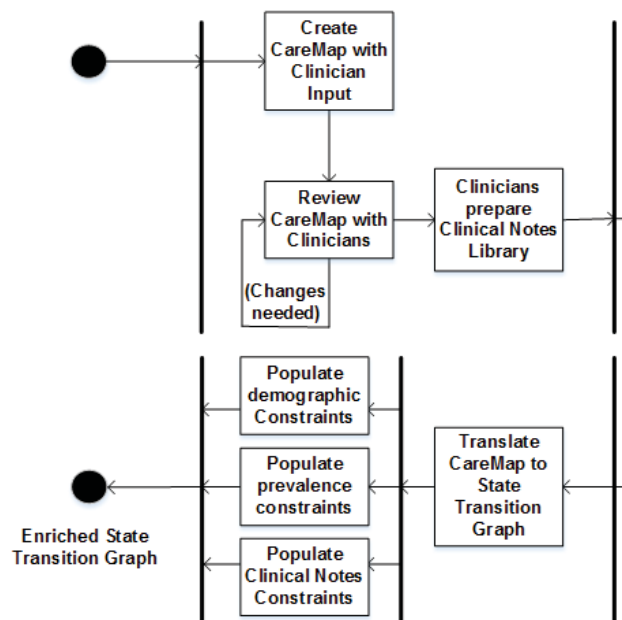 Create
CareMap with
Clinician
Input
Review
CareMap with
Clinicians
(Changes
needed)
Clinicians
prepare
Clinical Notes
Library
Populate
demographic
Constraints
Populate
prevalence
constraints
Populate
Clinical Notes
Constraints
Translate
CareMap to
State
Transition
Graph
Enriched State
Transition Graph